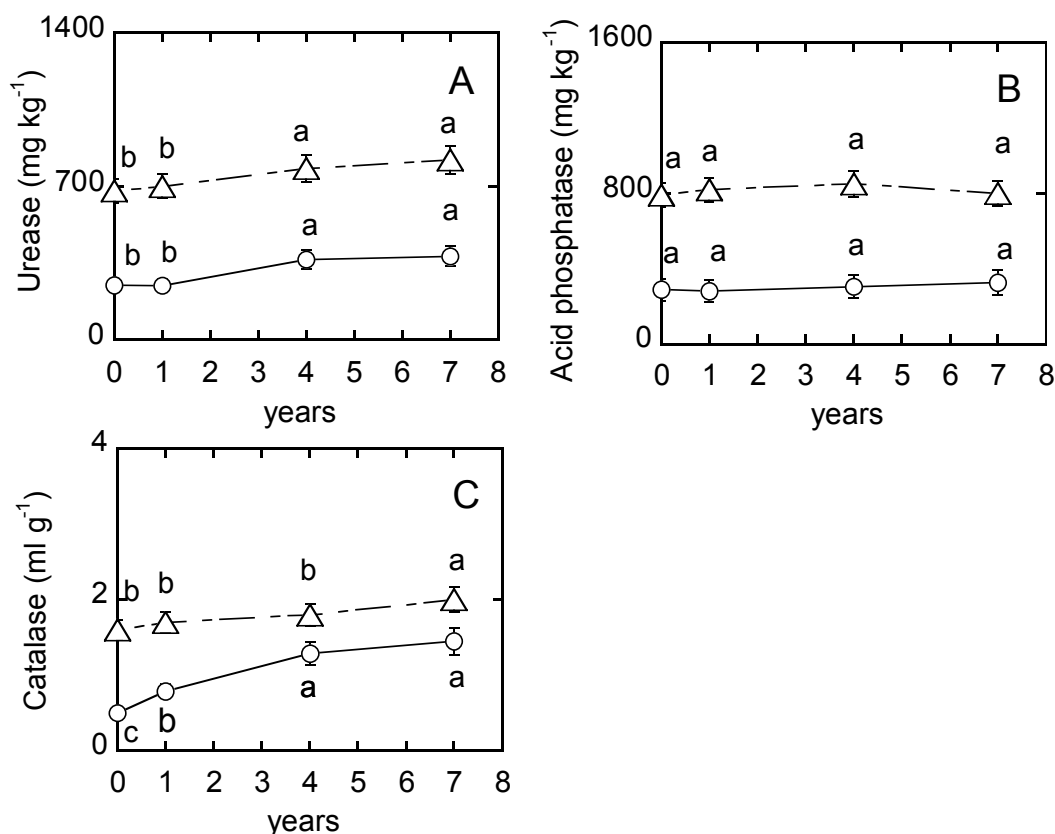 1400
700
0
Urease (mg kg⁻¹)
A
b b a a
b b a a
0 1 2 3 4 5 6 7 8
years
1600
800
0
Acid phosphatase (mg kg⁻¹)
B
a a a a
a a a a
0 1 2 3 4 5 6 7 8
years
4
2
0
Catalase (ml g⁻¹)
C
b b b a
c b a a
0 1 2 3 4 5 6 7 8
years